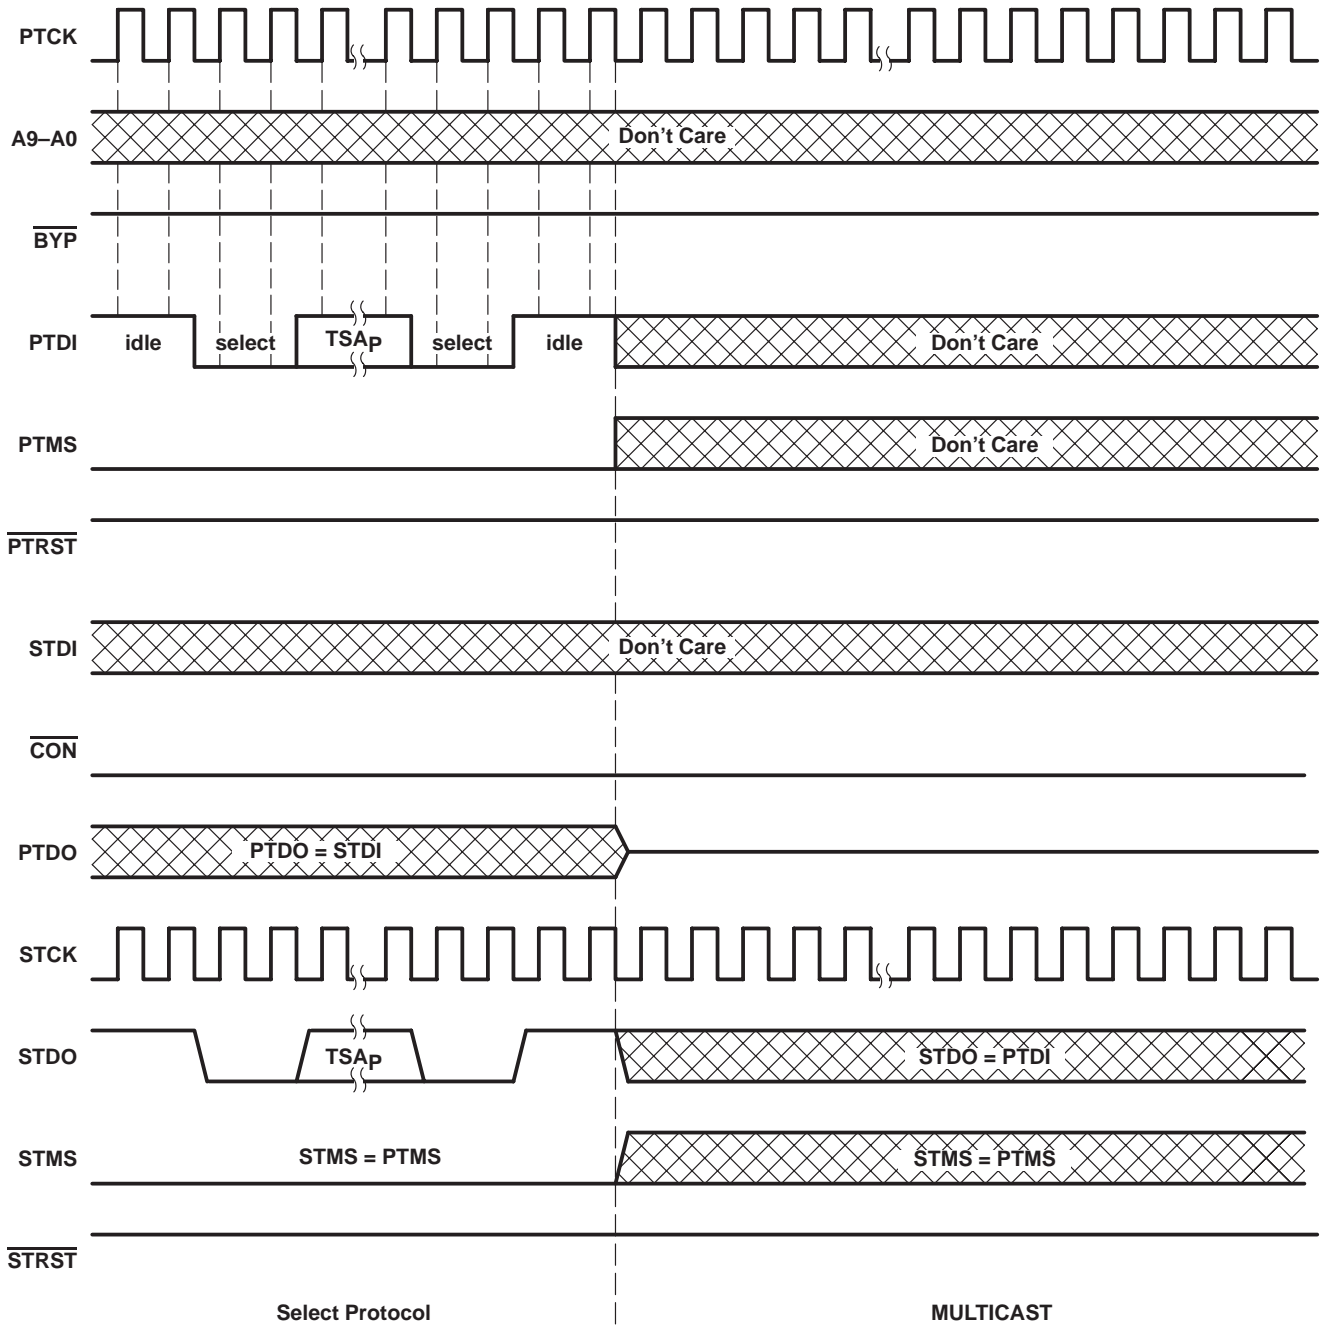 PTCK
A9–A0
Don't Care
BYP
PTDI
idle
select
TSAP
select
idle
Don't Care
PTMS
Don't Care
PTRST
STDI
Don't Care
CON
PTDO
PTDO = STDI
STCK
STDO
TSAP
STDO = PTDI
STMS
STMS = PTMS
STMS = PTMS
STRST
Select Protocol
MULTICAST